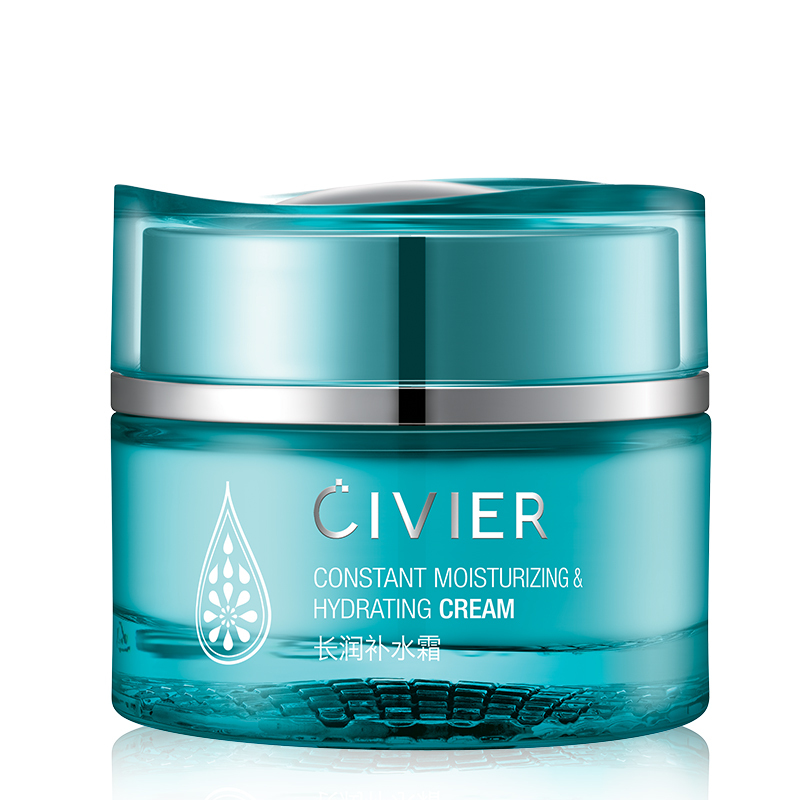 CIVIER
CONSTANT MOISTURIZING &
HYDRATING CREAM
长润补水霜